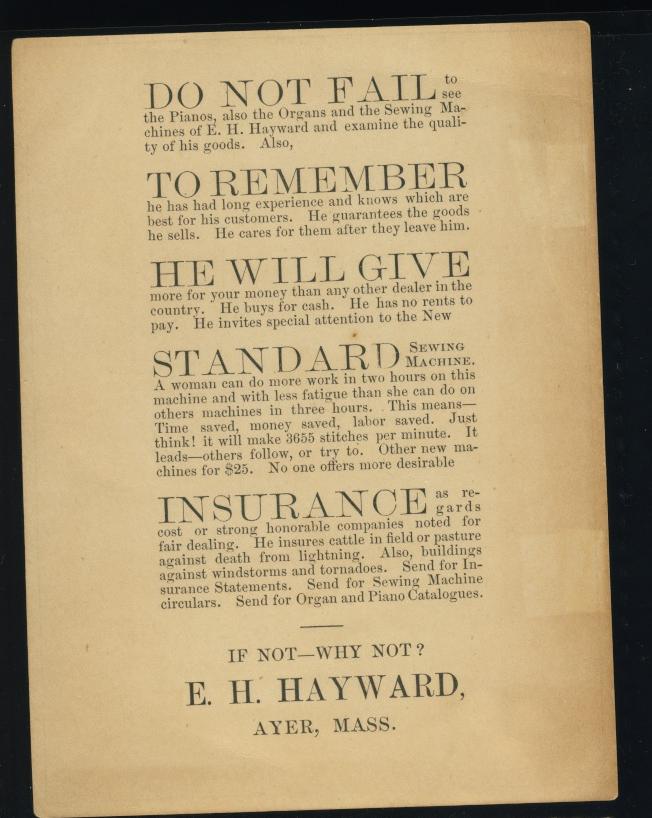 DO NOT FAIL to
see
the Pianos, also the Organs and the Sewing Ma-
chines of E. H. Hayward and examine the quali-
ty of his goods. Also,
TO REMEMBER
he has had long experience and knows which are
best for his customers. He guarantees the goods
he sells. He cares for them after they leave him.
HE WILL GIVE
more for your money than any other dealer in the
country. He buys for cash. He has no rents to
pay. He invites special attention to the New
STANDARD SEWING
MACHINE.
A woman can do more work in two hours on this
machine and with less fatigue than she can do on
others machines in three hours. This means—
Time saved, money saved, labor saved. Just
think! it will make 3655 stitches per minute. It
leads—others follow, or try to. Other new ma-
chines for $25. No one offers more desirable
INSURANCE as re-
gards
cost or strong honorable companies noted for
fair dealing. He insures cattle in field or pasture
against death from lightning. Also, buildings
against windstorms and tornadoes. Send for In-
surance Statements. Send for Sewing Machine
circulars. Send for Organ and Piano Catalogues.
IF NOT—WHY NOT?
E. H. HAYWARD,
AYER, MASS.